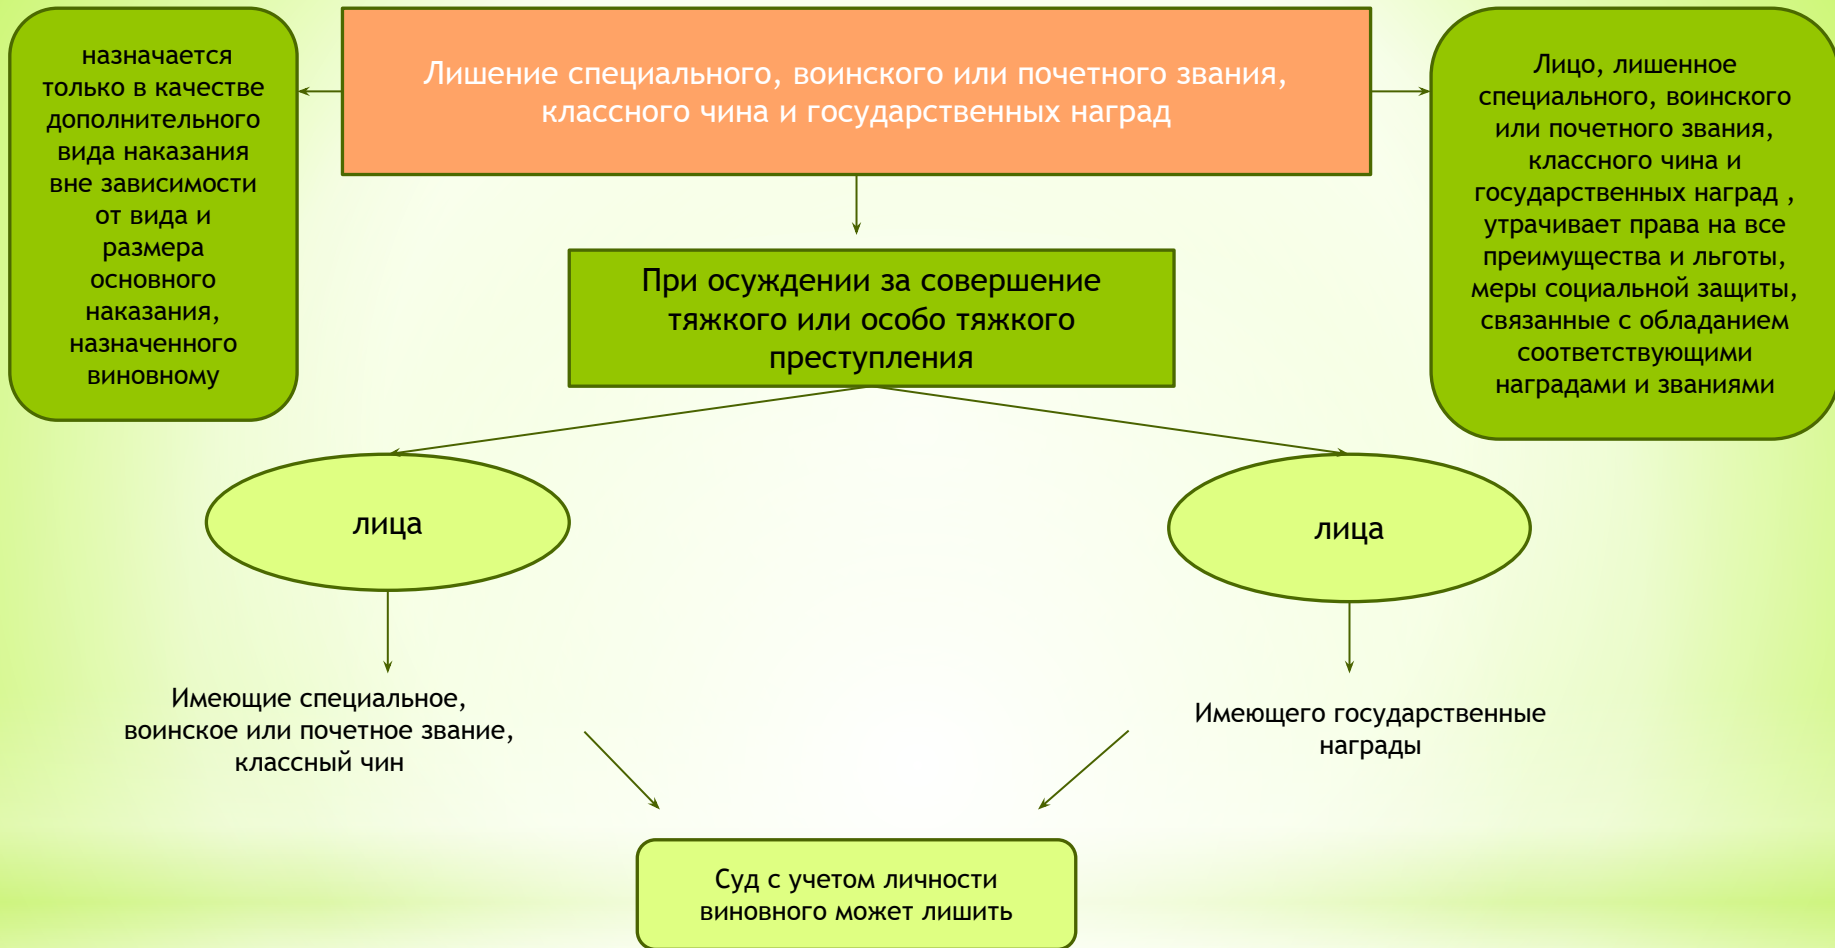 назначается
только в качестве
дополнительного
вида наказания
вне зависимости
от вида и
размера
основного
наказания,
назначенного
виновному
Лишение специального, воинского или почетного звания,
классного чина и государственных наград
Лицо, лишенное
специального, воинского
или почетного звания,
классного чина и
государственных наград ,
утрачивает права на все
преимущества и льготы,
меры социальной защиты,
связанные с обладанием
соответствующими
наградами и званиями
При осуждении за совершение
тяжкого или особо тяжкого
преступления
лица
лица
Имеющие специальное,
воинское или почетное звание,
классный чин
Имеющего государственные
награды
Суд с учетом личности
виновного может лишить